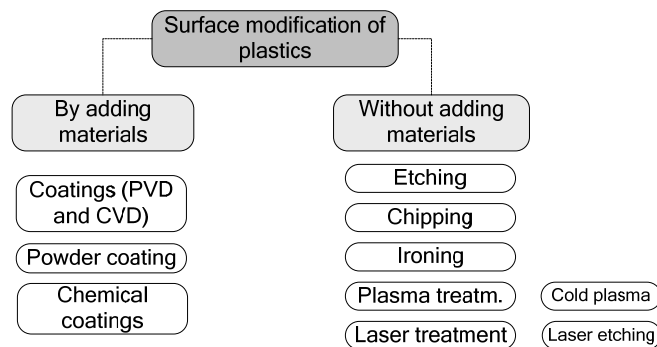 Surface modification of
plastics
By adding
materials
Without adding
materials
Coatings (PVD
and CVD)
Powder coating
Chemical
coatings
Etching
Chipping
Ironing
Plasma treatm.
Cold plasma
Laser treatment
Laser etching